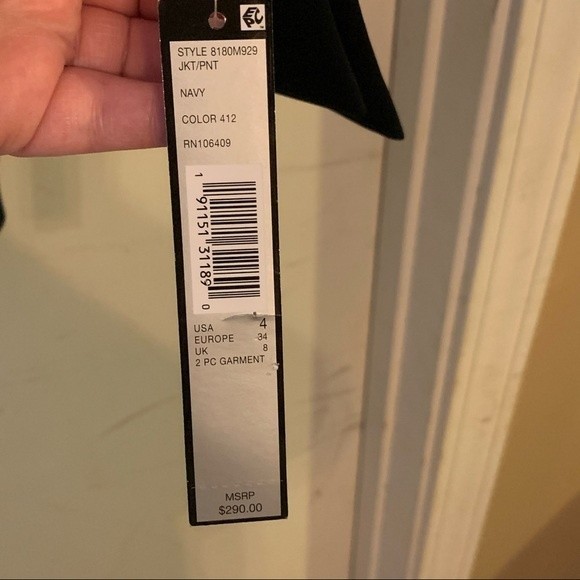 STYLE 8180M929
JKT/PNT
NAVY
COLOR 412
RN106409
1 91151 31189 0
USA 4
EUROPE 34
UK 8
2 PC GARMENT
MSRP
$290.00